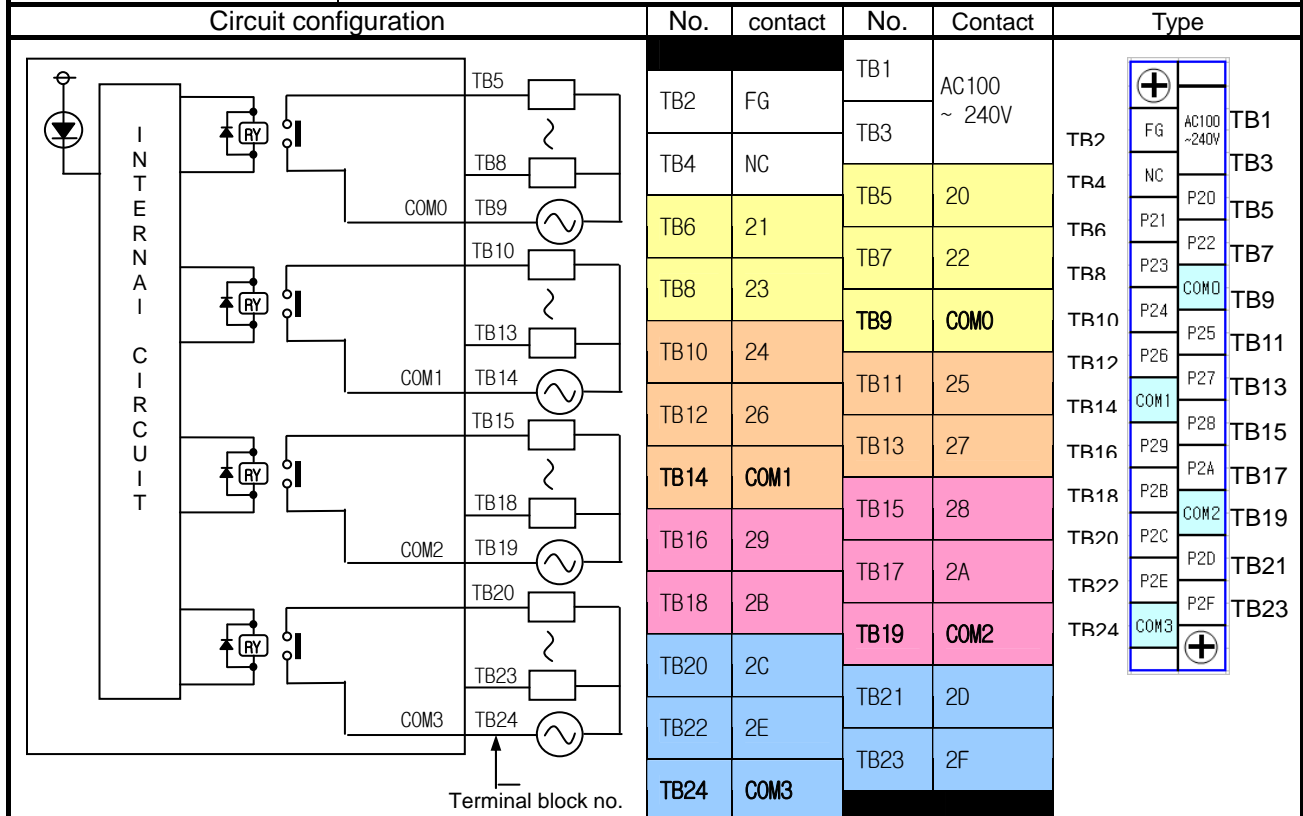 Circuit configuration No. contact No. Contact Type
INTERNAI CIRCUIT
RY
TB5
TB8
COM0 TB9
RY
TB10
TB13
COM1 TB14
RY
TB15
TB18
COM2 TB19
RY
TB20
TB23
COM3 TB24
Terminal block no.
TB2 FG
TB4 NC
TB6 21
TB8 23
TB10 24
TB12 26
TB14 COM1
TB16 29
TB18 2B
TB20 2C
TB22 2E
TB24 COM3
TB1 AC100
~ 240V
TB3
TB5 20
TB7 22
TB9 COM0
TB11 25
TB13 27
TB15 28
TB17 2A
TB19 COM2
TB21 2D
TB23 2F
TB2 FG
TB4 NC
TB6 P21
TB8 P23
TB10 P24
TB12 P26
TB14 COM1
TB16 P29
TB18 P2B
TB20 P2C
TB22 P2E
TB24 COM3
AC100 TB1
~240V
TB3
P20 TB5
P22 TB7
COM0 TB9
P25 TB11
P27 TB13
P28 TB15
P2A TB17
COM2 TB19
P2D TB21
P2F TB23